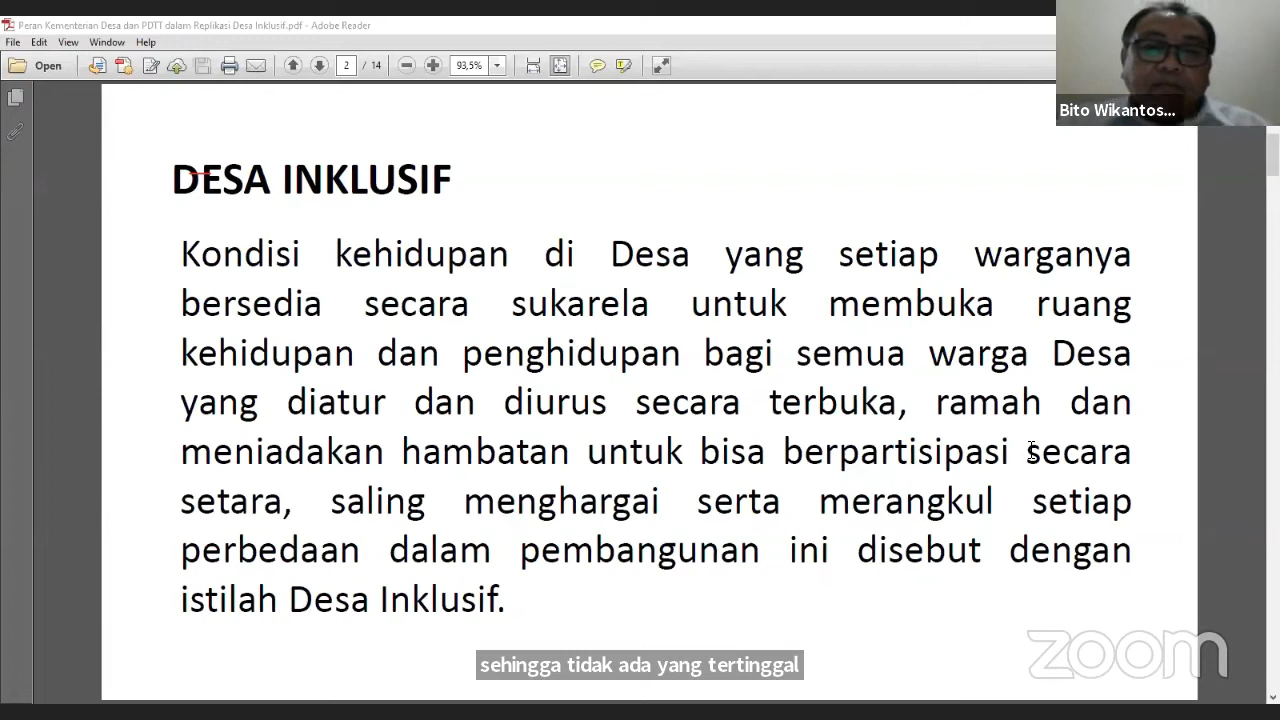 Peran Kementerian Desa dan PDTT dalam Replikasi Desa Inklusif.pdf - Adobe Reader
File Edit View Window Help
Open 2 / 14 93,5%
Bito Wikantos...
DESA INKLUSIF
Kondisi kehidupan di Desa yang setiap warganya
bersedia secara sukarela untuk membuka ruang
kehidupan dan penghidupan bagi semua warga Desa
yang diatur dan diurus secara terbuka, ramah dan
meniadakan hambatan untuk bisa berpartisipasi secara
setara, saling menghargai serta merangkul setiap
perbedaan dalam pembangunan ini disebut dengan
istilah Desa Inklusif.
zoom
sehingga tidak ada yang tertinggal